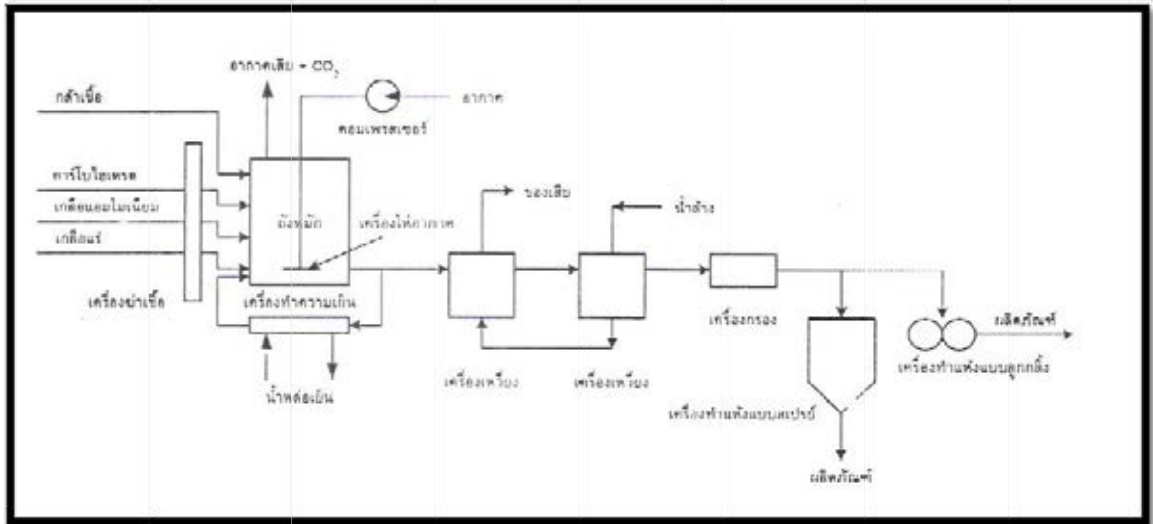 อากาศเสีย + CO2
กล้าเชื้อ
อากาศ
คอมเพรสเซอร์
คาร์โบไฮเดรต
ของเสีย
เกลือแอมโมเนียม
น้ำล้าง
ถังหมัก
เครื่องให้อากาศ
เกลือแร่
เครื่องฆ่าเชื้อ
เครื่องทำความเย็น
เครื่องกรอง
ผลิตภัณฑ์
เครื่องทำแห้งแบบลูกกลิ้ง
เครื่องเหวี่ยง
เครื่องเหวี่ยง
น้ำหล่อเย็น
เครื่องทำแห้งแบบสเปรย์
ผลิตภัณฑ์